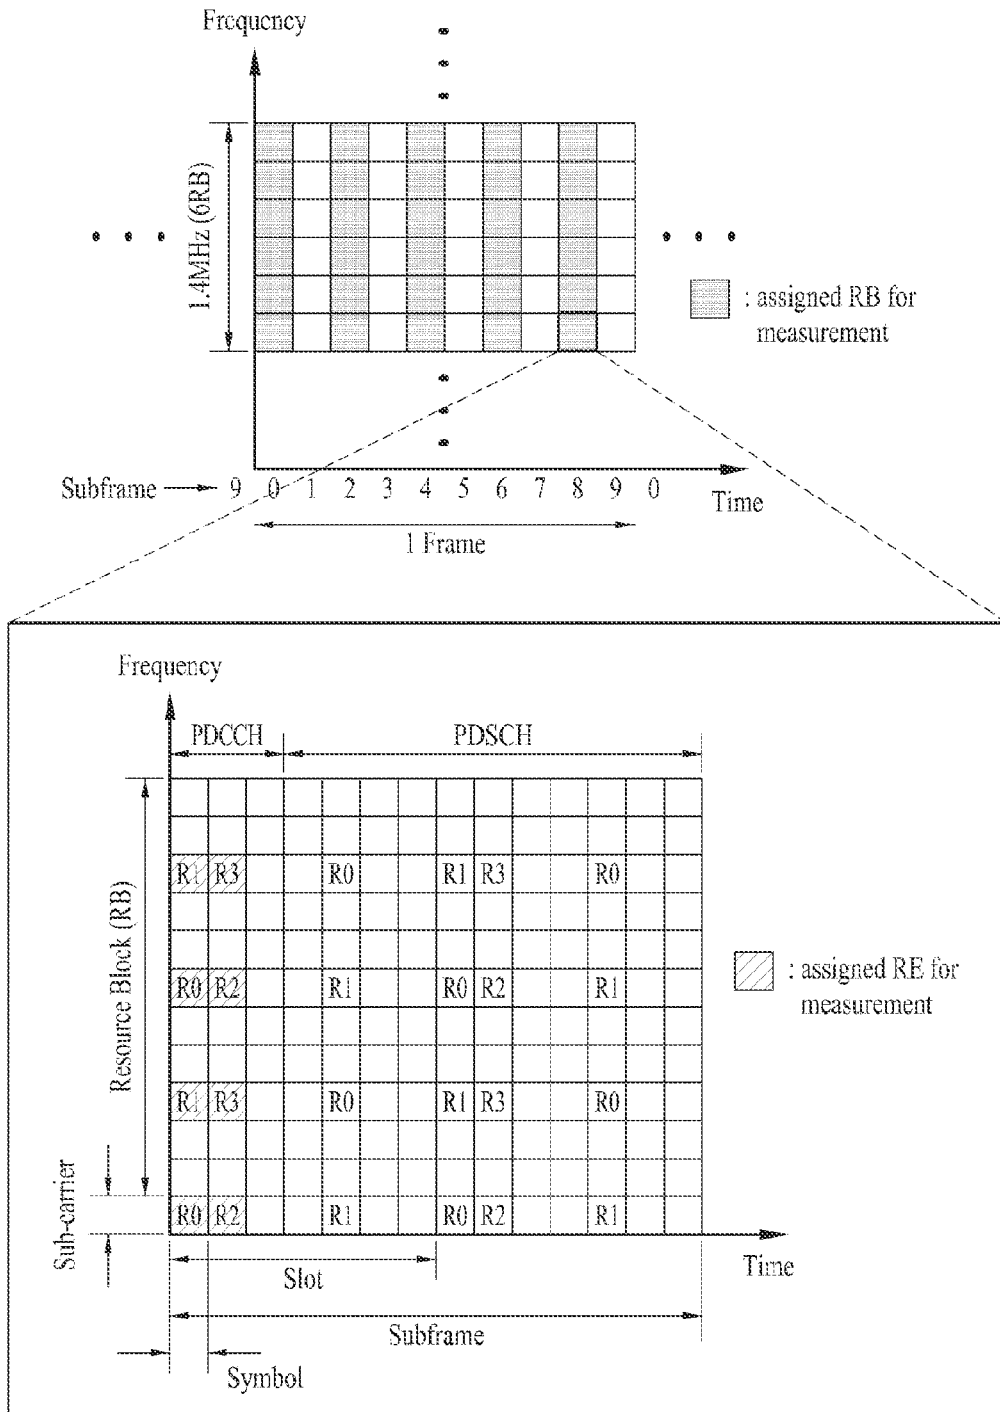 Frequency
1.4MHz (6RB)
: assigned RB for
measurement
Subframe
9 0 1 2 3 4 5 6 7 8 9 0
Time
1 Frame
Frequency
PDCCH
PDSCH
R1 R3 R0 R1 R3 R0
Resource Block (RB)
R0 R2 R1 R0 R2 R1
: assigned RE for
measurement
R1 R3 R0 R1 R3 R0
Sub-carrier
R0 R2 R1 R0 R2 R1
Time
Slot
Subframe
Symbol